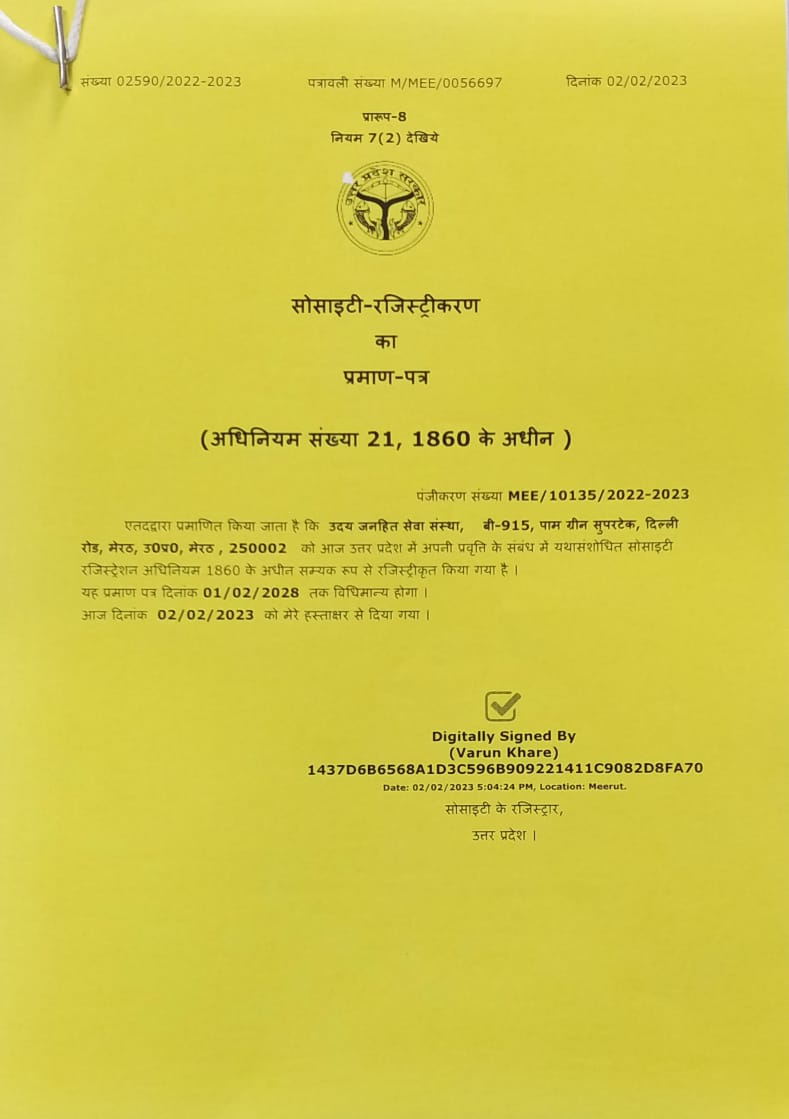 संख्या 02590/2022-2023 पत्रावली संख्या M/MEE/0056697 दिनांक 02/02/2023
प्रारूप-8
नियम 7(2) देखिये
उत्तर प्रदेश सरकार
सोसाइटी-रजिस्ट्रीकरण
का
प्रमाण-पत्र
(अधिनियम संख्या 21, 1860 के अधीन )
पंजीकरण संख्या MEE/10135/2022-2023
एतदद्वारा प्रमाणित किया जाता है कि उदय जनहित सेवा संस्था, बी-915, पाम ग्रीन सुपरटेक, दिल्ली
रोड, मेरठ, उ0प्र0, मेरठ , 250002 को आज उत्तर प्रदेश में अपनी प्रवृत्ति के संबंध में यथासंशोधित सोसाइटी
रजिस्ट्रेशन अधिनियम 1860 के अधीन सम्यक रूप से रजिस्ट्रीकृत किया गया है ।
यह प्रमाण पत्र दिनांक 01/02/2028 तक विधिमान्य होगा ।
आज दिनांक 02/02/2023 को मेरे हस्ताक्षर से दिया गया ।
Digitally Signed By
(Varun Khare)
1437D6B6568A1D3C596B909221411C9082D8FA70
Date: 02/02/2023 5:04:24 PM, Location: Meerut.
सोसाइटी के रजिस्ट्रार,
उत्तर प्रदेश ।